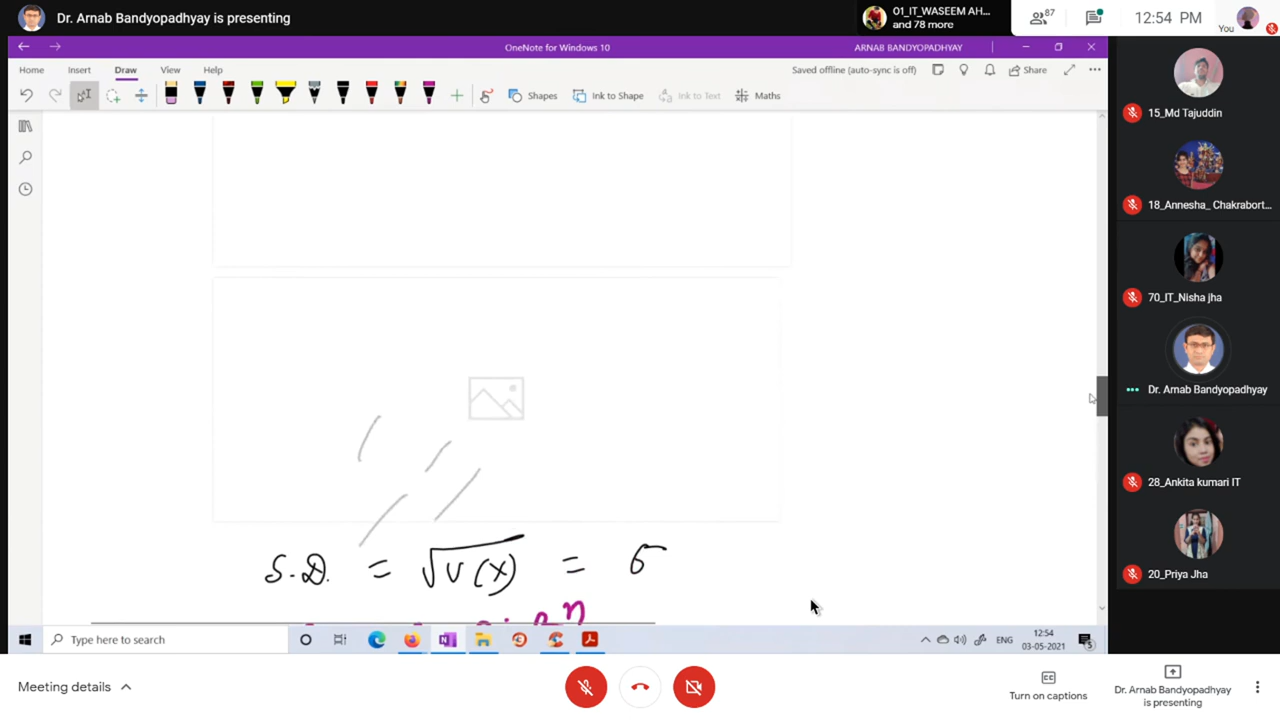 Dr. Arnab Bandyopadhyay is presenting
01_IT_WASEEM AH...
and 78 more
87
12:54 PM
You
OneNote for Windows 10
ARNAB BANDYOPADHYAY
Home Insert Draw View Help
Saved offline (auto-sync is off)
Share
Shapes
Ink to Shape
Ink to Text
Maths
15_Md Tajuddin
18_Annesha_ Chakrabort...
70_IT_Nisha jha
Dr. Arnab Bandyopadhyay
28_Ankita kumari IT
20_Priya Jha
S.D. = √V(X) = σ
Type here to search
ENG
12:54
03-05-2021
5
Meeting details
Turn on captions
Dr. Arnab Bandyopadhyay
is presenting